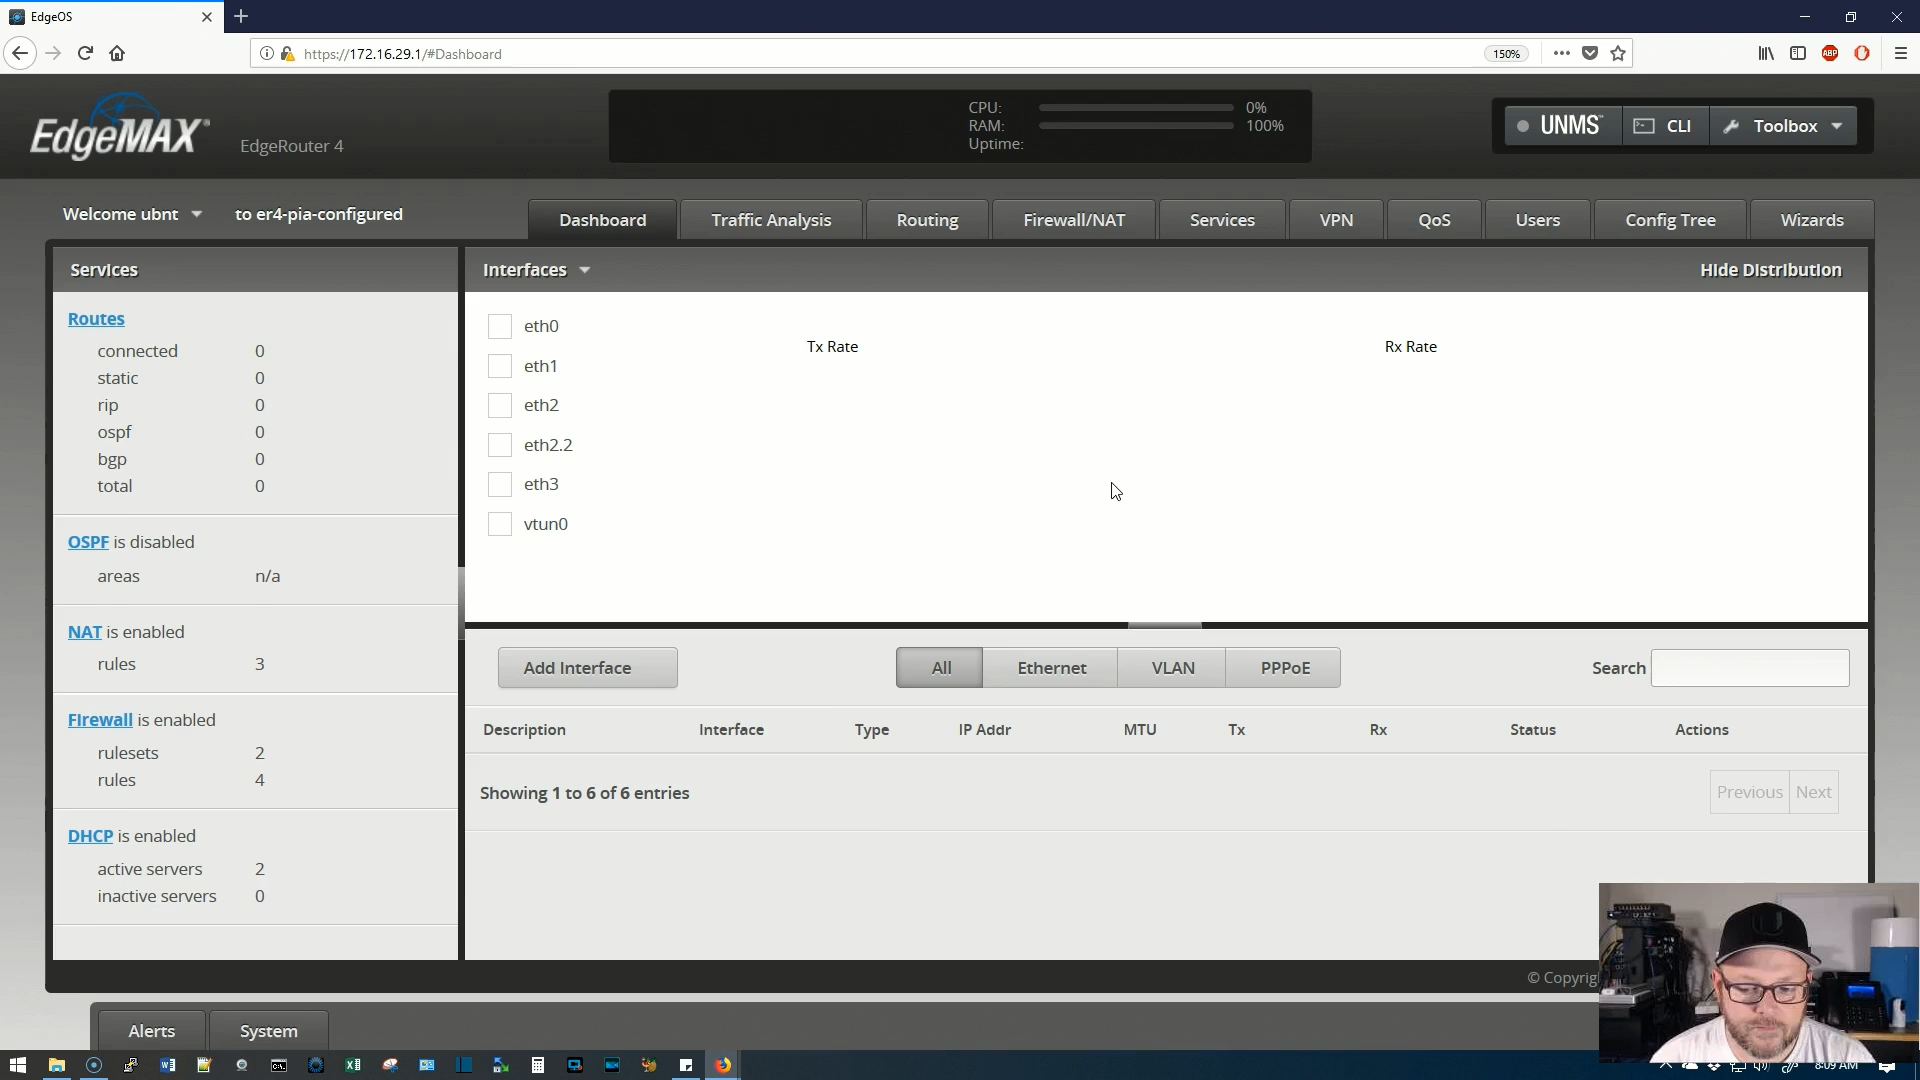 EdgeOS
https://172.16.29.1/#Dashboard
150%
ABP
EdgeMAX
EdgeRouter 4
CPU: 0%
RAM: 100%
Uptime:
UNMS
CLI
Toolbox
Welcome ubnt
to er4-pia-configured
Dashboard
Traffic Analysis
Routing
Firewall/NAT
Services
VPN
QoS
Users
Config Tree
Wizards
Services
Routes
connected 0
static 0
rip 0
ospf 0
bgp 0
total 0
OSPF is disabled
areas n/a
NAT is enabled
rules 3
Firewall is enabled
rulesets 2
rules 4
DHCP is enabled
active servers 2
inactive servers 0
Interfaces
Hide Distribution
eth0
eth1
eth2
eth2.2
eth3
vtun0
Tx Rate
Rx Rate
Add Interface
All
Ethernet
VLAN
PPPoE
Search
Description Interface Type IP Addr MTU Tx Rx Status Actions
Showing 1 to 6 of 6 entries
Previous Next
©
Alerts
System
8:09 AM